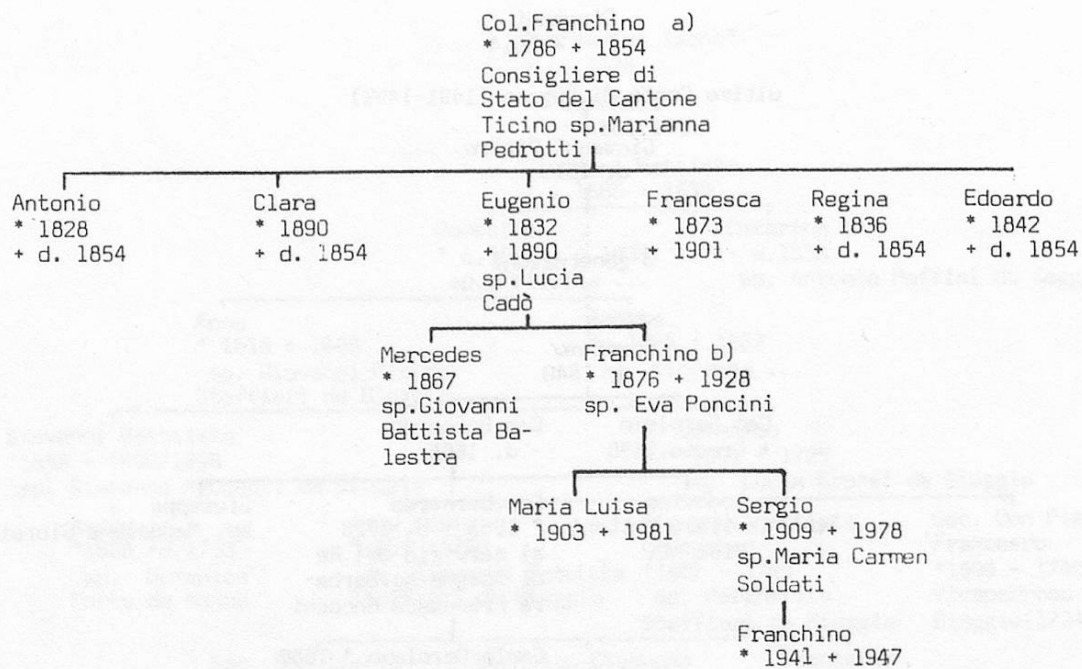 Col.Franchino a)
* 1786 + 1854
Consigliere di
Stato del Cantone
Ticino sp.Marianna
Pedrotti
Antonio
* 1828
+ d. 1854
Clara
* 1890
+ d. 1854
Eugenio
* 1832
+ 1890
sp.Lucia
Cadò
Francesca
* 1873
+ 1901
Regina
* 1836
+ d. 1854
Edoardo
* 1842
+ d. 1854
Mercedes
* 1867
sp.Giovanni
Battista Ba-
lestra
Franchino b)
* 1876 + 1928
sp. Eva Poncini
Maria Luisa
* 1903 + 1981
Sergio
* 1909 + 1978
sp.Maria Carmen
Soldati
Franchino
* 1941 + 1947